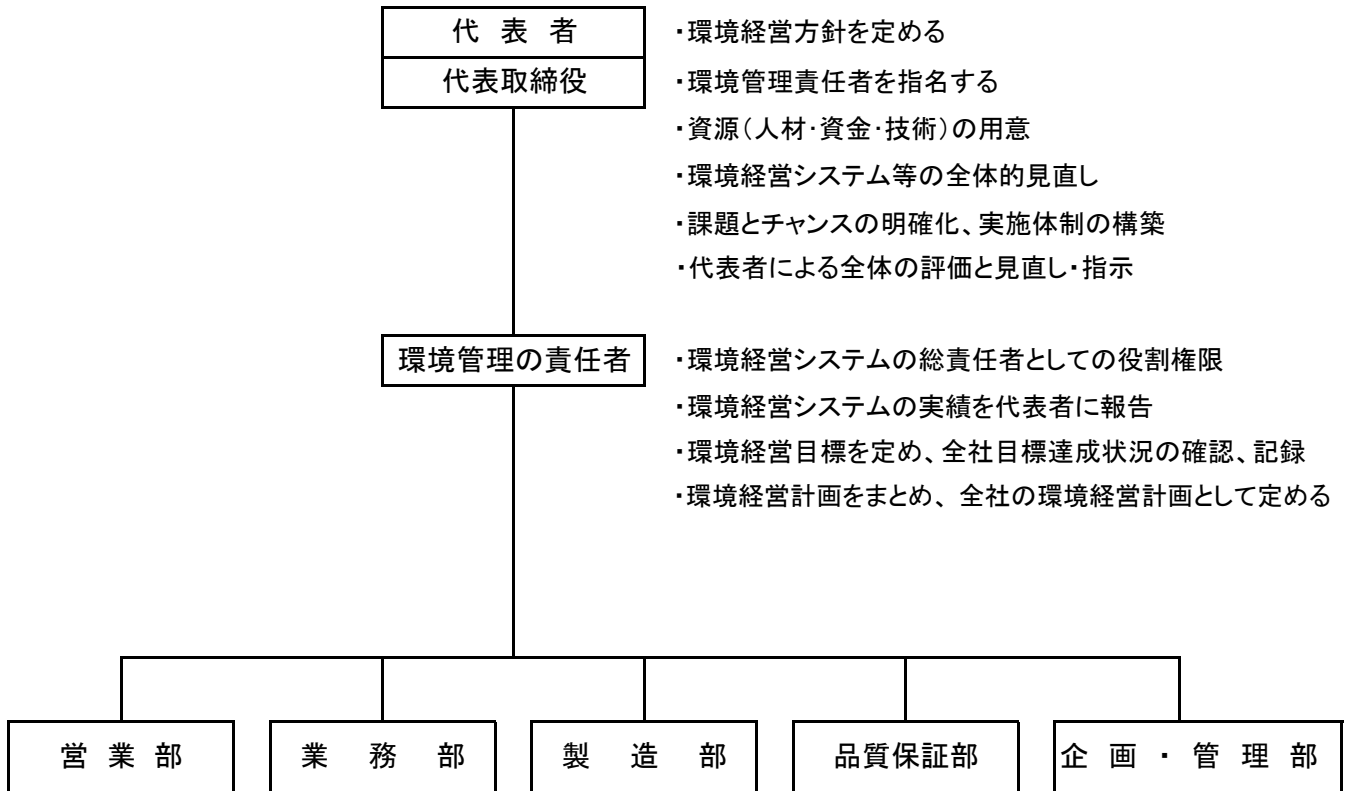 代 表 者
・環境経営方針を定める
代表取締役
・環境管理責任者を指名する
・資源(人材・資金・技術)の用意
・環境経営システム等の全体的見直し
・課題とチャンスの明確化、実施体制の構築
・代表者による全体の評価と見直し・指示
環境管理の責任者
・環境経営システムの総責任者としての役割権限
・環境経営システムの実績を代表者に報告
・環境経営目標を定め、全社目標達成状況の確認、記録
・環境経営計画をまとめ、全社の環境経営計画として定める
営 業 部
業 務 部
製 造 部
品質保証部
企 画 ・ 管 理 部